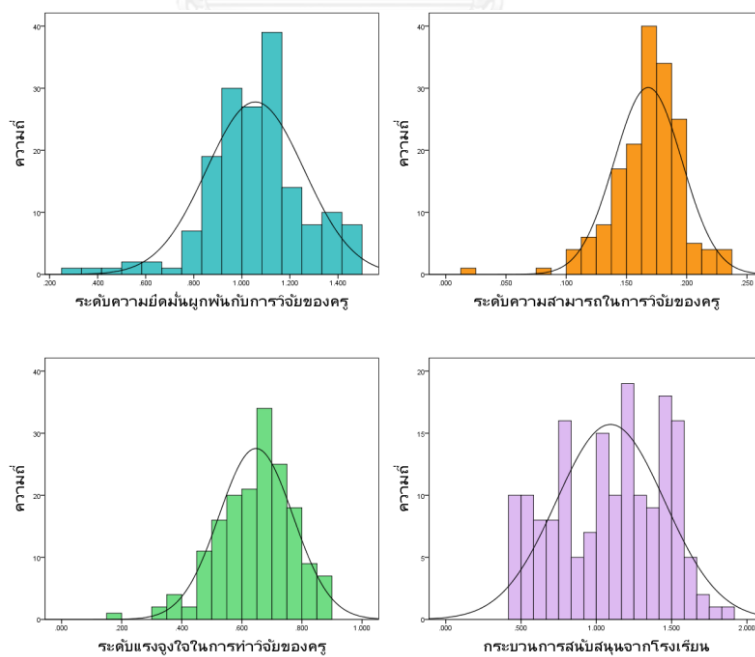 ความถี่
40
30
20
10
0
.200 .400 .600 .800 1.000 1.200 1.400
ระดับความยึดมั่นผูกพันกับการวิจัยของครู
ความถี่
40
30
20
10
0
.000 .050 .100 .150 .200 .250
ระดับความสามารถในการวิจัยของครู
ความถี่
40
30
20
10
0
.000 .200 .400 .600 .800 1.000
ระดับแรงจูงใจในการทำวิจัยของครู
ความถี่
20
15
10
5
0
.000 .500 1.000 1.500 2.000
กระบวนการสนับสนุนจากโรงเรียน